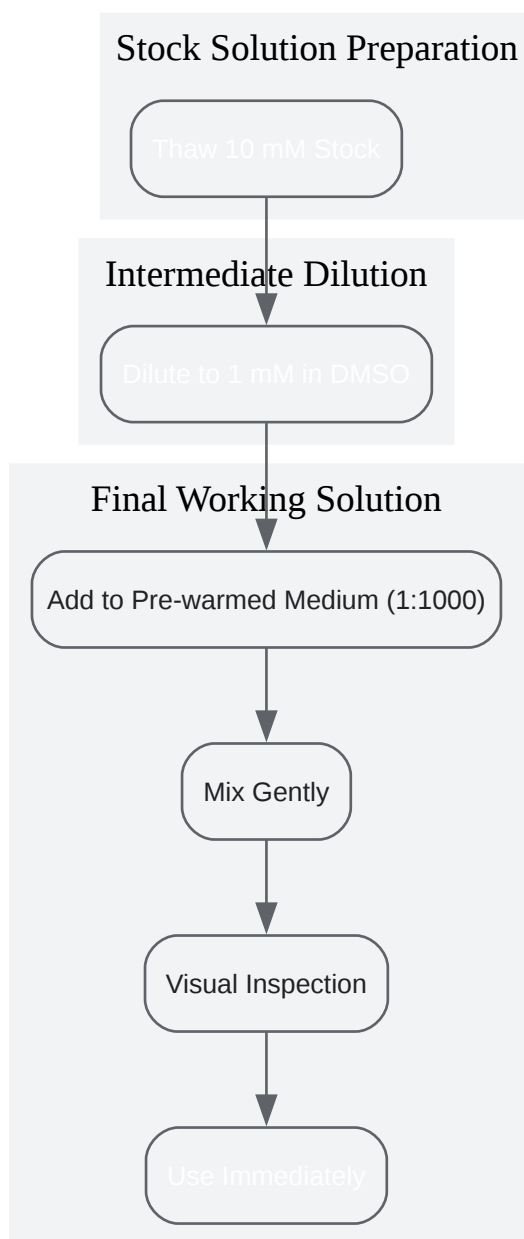 Stock Solution Preparation
Thaw 10 mM Stock
Intermediate Dilution
Dilute to 1 mM in DMSO
Final Working Solution
Add to Pre-warmed Medium (1:1000)
Mix Gently
Visual Inspection
Use Immediately